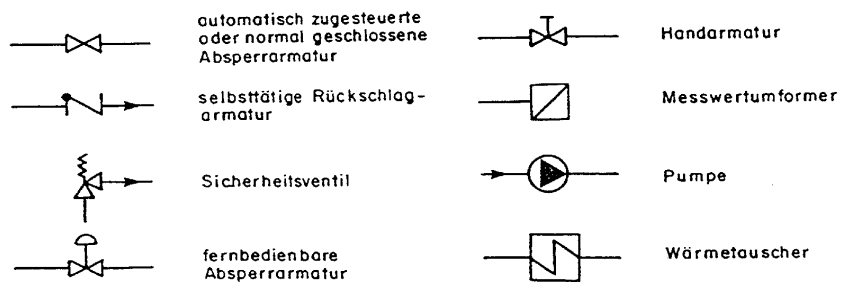 automatisch zugesteuerte
oder normal geschlossene
Absperrarmatur
selbsttätige Rückschlag-
armatur
Sicherheitsventil
fernbedienbare
Absperrarmatur
Handarmatur
Messwertumformer
Pumpe
Wärmetauscher